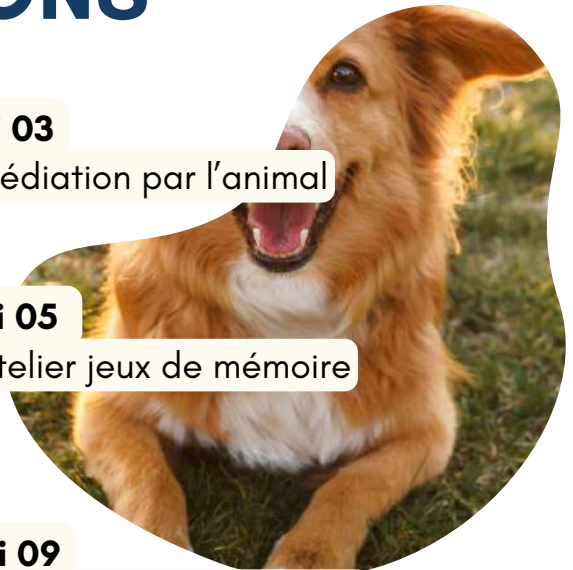 ONS
03
édiation par l’animal
i 05
telier jeux de mémoire
i 09